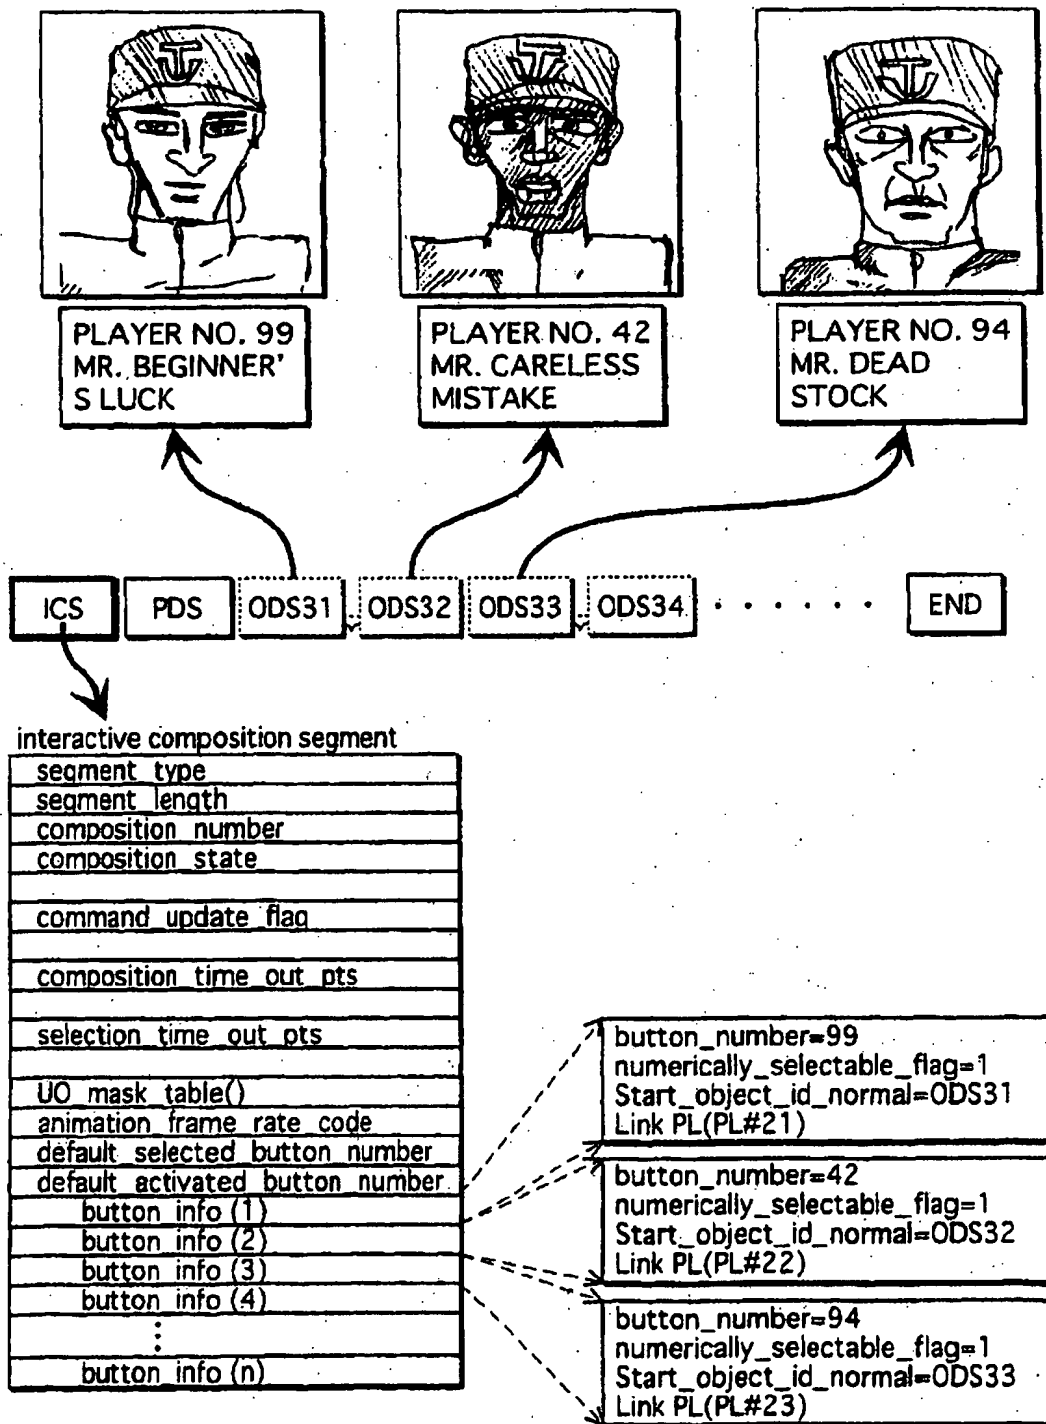 PLAYER NO. 99
MR. BEGINNER'
S LUCK
PLAYER NO. 42
MR. CARELESS
MISTAKE
PLAYER NO. 94
MR. DEAD
STOCK
ICS PDS ODS31 ODS32 ODS33 ODS34 · · · · · · · END
interactive composition segment
segment_type
segment_length
composition_number
composition_state
command_update_flag
composition_time_out_pts
selection_time_out_pts
UO_mask_table()
animation_frame_rate_code
default_selected_button_number
default_activated_button_number
button_info (1)
button_info (2)
button_info (3)
button_info (4)
button_info (n)
button_number=99
numerically_selectable_flag=1
Start_object_id_normal=ODS31
Link PL(PL#21)
button_number=42
numerically_selectable_flag=1
Start_object_id_normal=ODS32
Link PL(PL#22)
button_number=94
numerically_selectable_flag=1
Start_object_id_normal=ODS33
Link PL(PL#23)